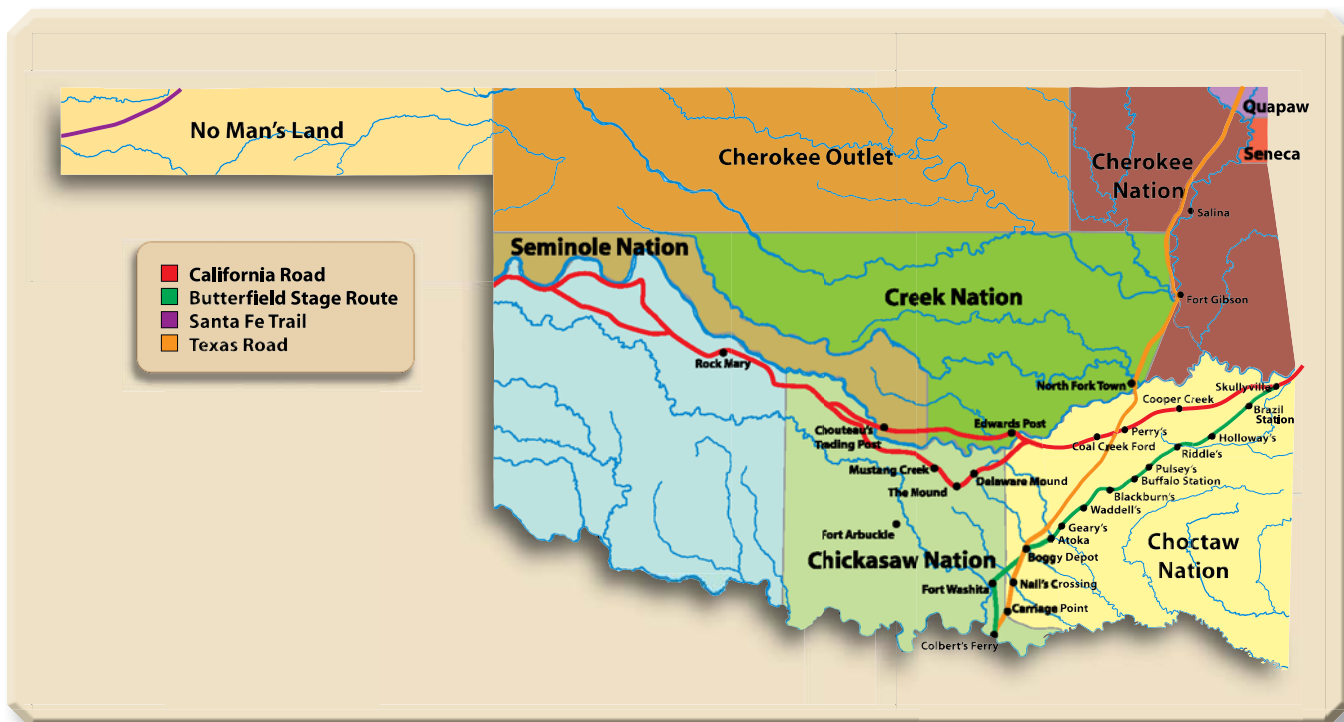 Quapaw
No Man's Land
Cherokee Outlet
Seneca
Cherokee
Nation
Salina
Seminole Nation
California Road
Butterfield Stage Route
Santa Fe Trail
Texas Road
Creek Nation
Fort Gibson
Rock Mary
North Fork Town
Skullyville
Cooper Creek
Brazil
Station
Chouteau's
Trading Post
Edwards Post
Perry's
Coal Creek Ford
Holloway's
Riddle's
Mustang Creek
Delaware Mound
Pulsey's
Buffalo Station
The Mound
Blackburn's
Waddell's
Fort Arbuckle
Geary's
Atoka
Choctaw
Nation
Chickasaw Nation
Boggy Depot
Fort Washita
Nail's Crossing
Carriage Point
Colbert's Ferry